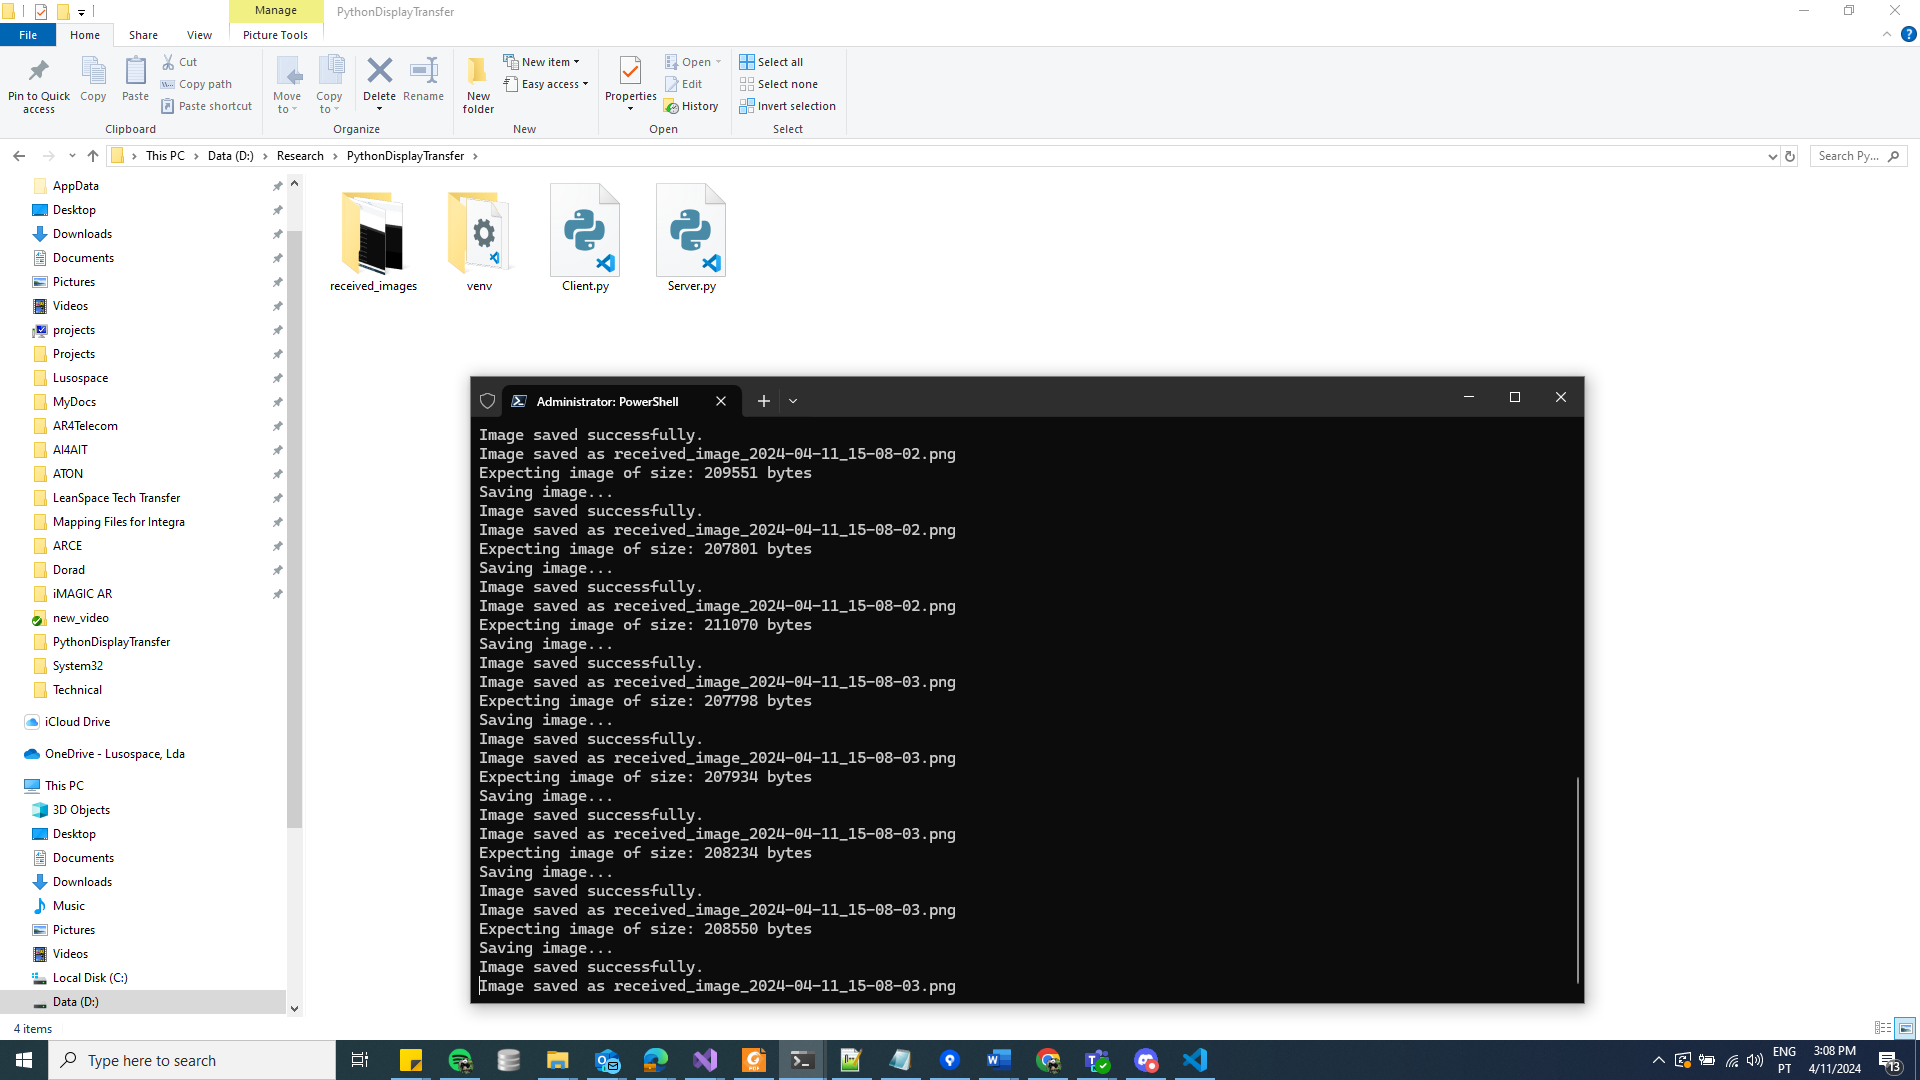 Manage
PythonDisplayTransfer
File
Home
Share
View
Picture Tools
Pin to Quick access
Copy
Paste
Cut
Copy path
Paste shortcut
Clipboard
Move to
Copy to
Delete
Rename
Organize
New folder
New item
Easy access
New
Properties
Open
Edit
History
Open
Select all
Select none
Invert selection
Select
This PC > Data (D:) > Research > PythonDisplayTransfer >
Search Py...
AppData
Desktop
Downloads
Documents
Pictures
Videos
projects
Projects
Lusospace
MyDocs
AR4Telecom
AI4AIT
ATON
LeanSpace Tech Transfer
Mapping Files for Integra
ARCE
Dorad
iMAGIC AR
new_video
PythonDisplayTransfer
System32
Technical
iCloud Drive
OneDrive - Lusospace, Lda
This PC
3D Objects
Desktop
Documents
Downloads
Music
Pictures
Videos
Local Disk (C:)
Data (D:)
4 items
received_images
venv
Client.py
Server.py
Administrator: PowerShell
Image saved successfully.
Image saved as received_image_2024-04-11_15-08-02.png
Expecting image of size: 209551 bytes
Saving image...
Image saved successfully.
Image saved as received_image_2024-04-11_15-08-02.png
Expecting image of size: 207801 bytes
Saving image...
Image saved successfully.
Image saved as received_image_2024-04-11_15-08-02.png
Expecting image of size: 211070 bytes
Saving image...
Image saved successfully.
Image saved as received_image_2024-04-11_15-08-03.png
Expecting image of size: 207798 bytes
Saving image...
Image saved successfully.
Image saved as received_image_2024-04-11_15-08-03.png
Expecting image of size: 207934 bytes
Saving image...
Image saved successfully.
Image saved as received_image_2024-04-11_15-08-03.png
Expecting image of size: 208234 bytes
Saving image...
Image saved successfully.
Image saved as received_image_2024-04-11_15-08-03.png
Expecting image of size: 208550 bytes
Saving image...
Image saved successfully.
Image saved as received_image_2024-04-11_15-08-03.png
Type here to search
ENG
PT
3:08 PM
4/11/2024
13